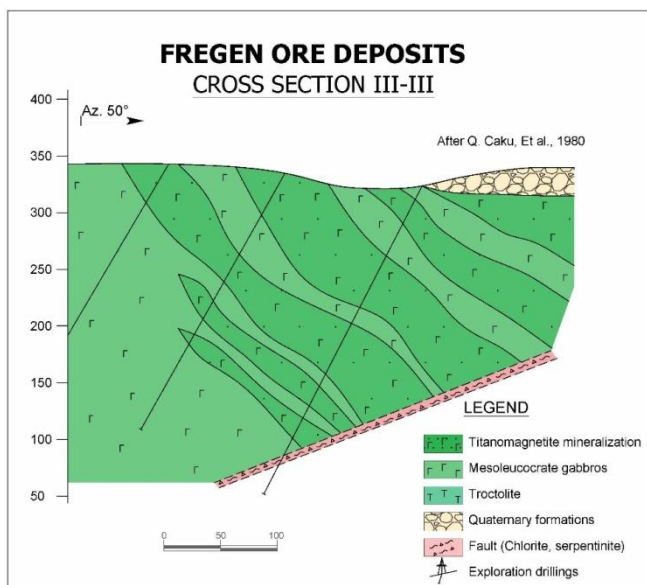 FREGEN ORE DEPOSITS
CROSS SECTION III-III
400
Az. 50°
After Q. Caku, Et al., 1980
350
300
250
200
150
100
50
0 50 100
LEGEND
Titanomagnetite mineralization
Mesoleucocrate gabbros
Troctolite
Quaternary formations
Fault (Chlorite, serpentinite)
Exploration drillings